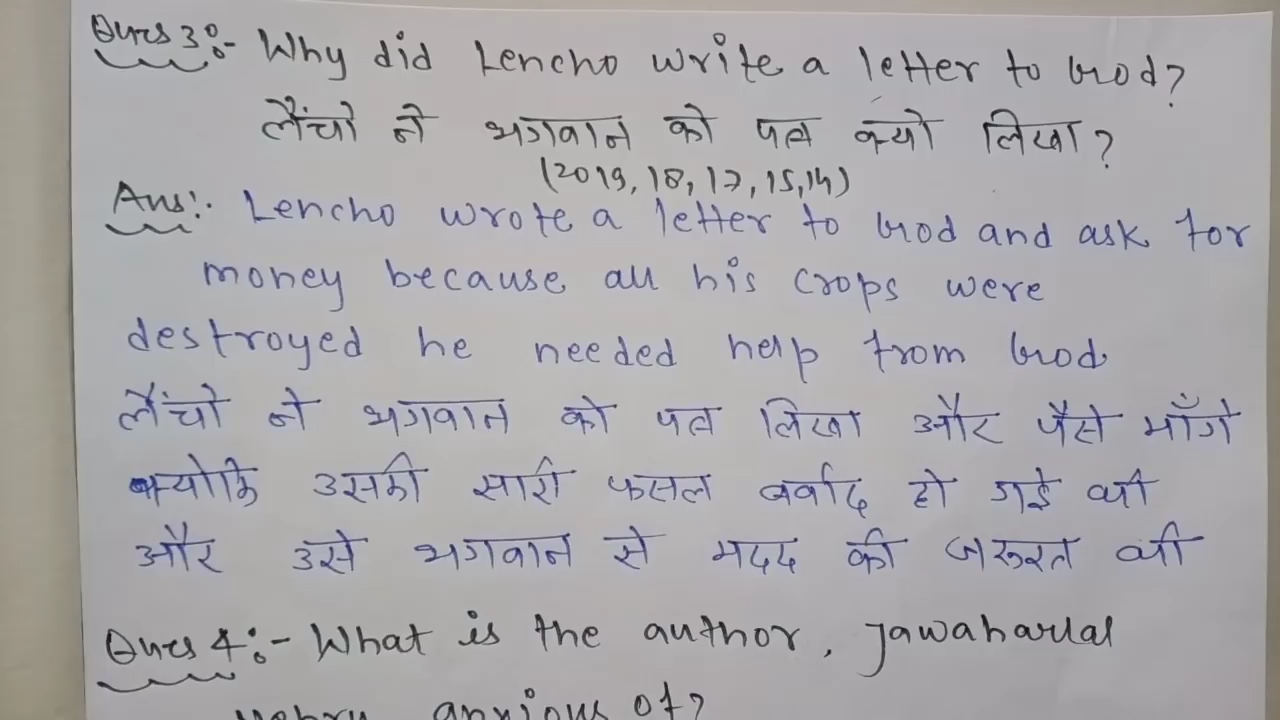 Ques 3:- Why did Lencho write a letter to God?
लैंचो ने भगवान को पत्र क्यो लिखा?
(2019, 18, 17, 15, 14)
Ans:- Lencho wrote a letter to God and ask for
money because all his crops were
destroyed he needed help from God
लैंचो ने भगवान को पत्र लिखा और पैसे माँगे
क्योकि उसकी सारी फसल बर्वाद हो गई थी
और उसे भगवान से मदद की जरूरत थी
Ques 4:- What is the author, Jawaharlal
Nehru anxious of?